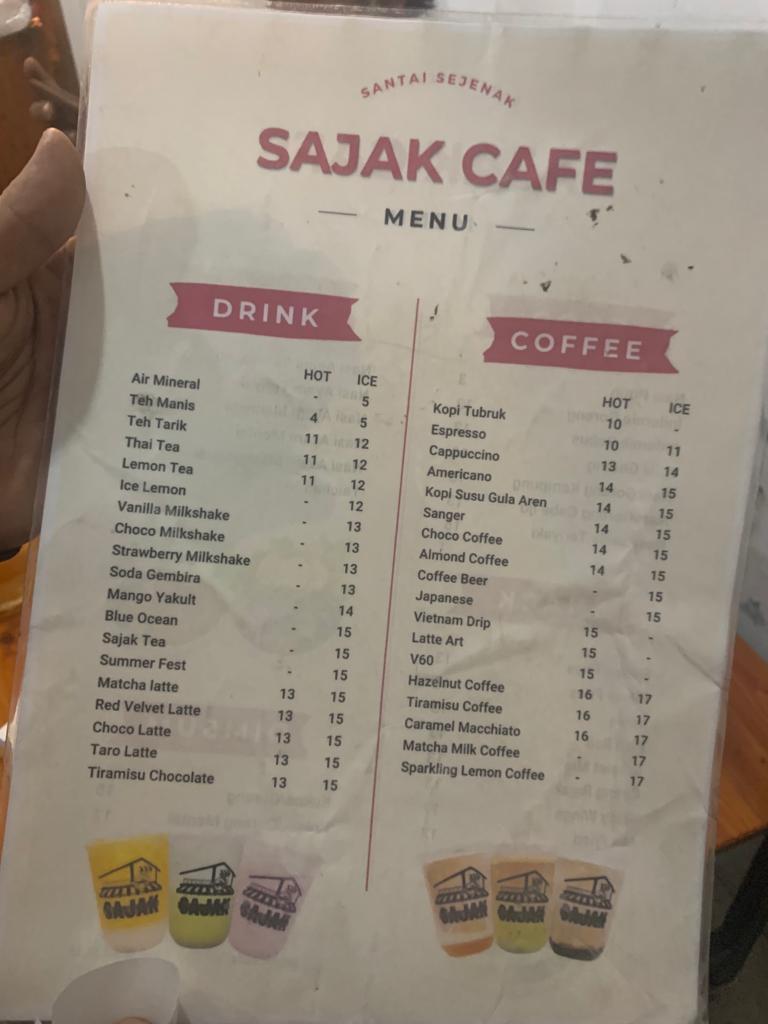 SANTAI SEJENAK
SAJAK CAFE
MENU
DRINK
HOT ICE
Air Mineral - 5
Teh Manis 4 5
Teh Tarik 11 12
Thai Tea 11 12
Lemon Tea 11 12
Ice Lemon - 12
Vanilla Milkshake - 13
Choco Milkshake - 13
Strawberry Milkshake - 13
Soda Gembira - 13
Mango Yakult - 14
Blue Ocean - 15
Sajak Tea - 15
Summer Fest - 15
Matcha latte 13 15
Red Velvet Latte 13 15
Choco Latte 13 15
Taro Latte 13 15
Tiramisu Chocolate 13 15
COFFEE
HOT ICE
Kopi Tubruk 10 -
Espresso 10 11
Cappuccino 13 14
Americano 14 15
Kopi Susu Gula Aren 14 15
Sanger 14 15
Choco Coffee 14 15
Almond Coffee 14 15
Coffee Beer - 15
Japanese - 15
Vietnam Drip 15 -
Latte Art 15 -
V60 15 -
Hazelnut Coffee 16 17
Tiramisu Coffee 16 17
Caramel Macchiato 16 17
Matcha Milk Coffee - 17
Sparkling Lemon Coffee - 17
SAJAK
SAJAK
SAJAK
SAJAK
SAJAK
SAJAK